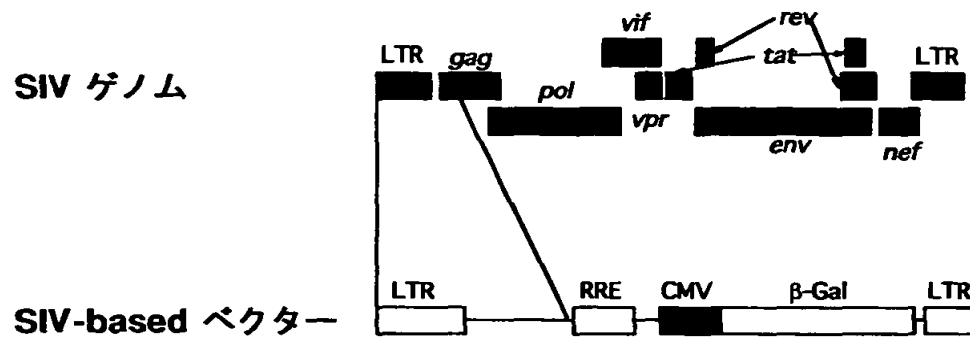 vif
rev
LTR gag tat LTR
SIV ゲノム
pol
vpr
env
nef
LTR RRE CMV β-Gal LTR
SIV-based ベクター